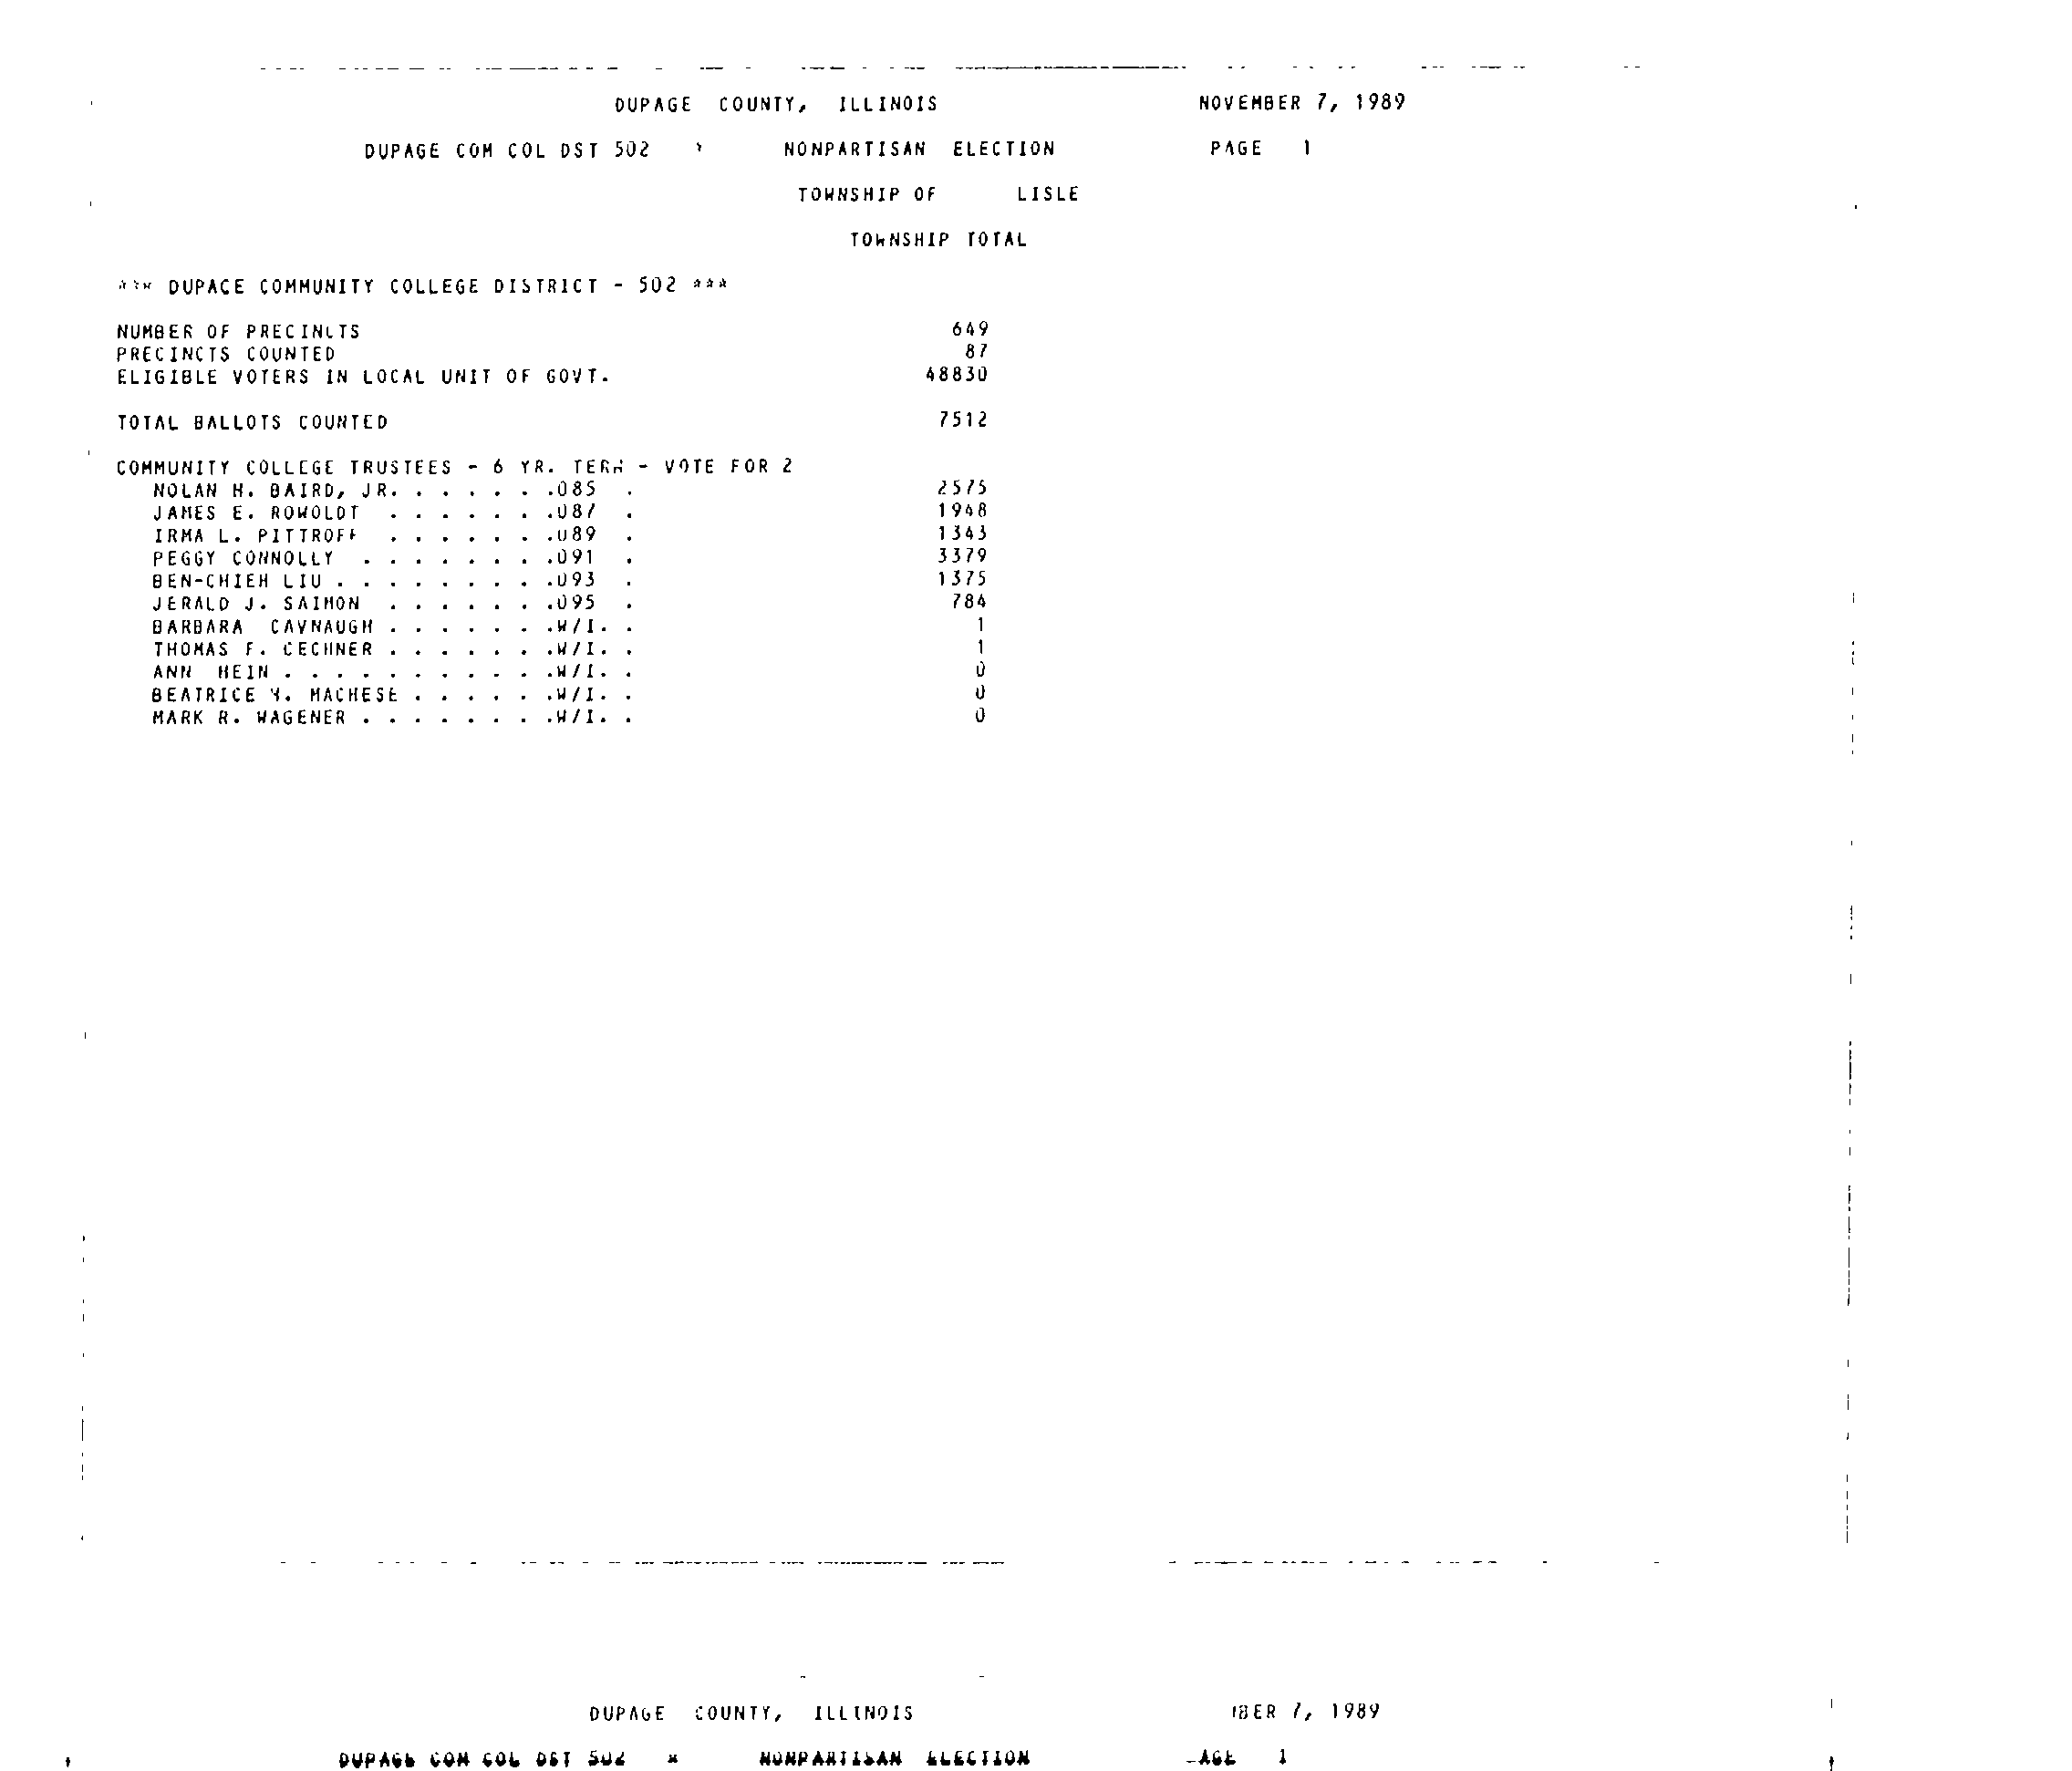 DUPAGE COUNTY, ILLINOIS NOVEMBER 7, 1989
DUPAGE COM COL DST 502 NONPARTISAN ELECTION PAGE 1
TOWNSHIP OF LISLE
TOWNSHIP TOTAL
*** DUPAGE COMMUNITY COLLEGE DISTRICT - 502 ***
NUMBER OF PRECINCTS 649
PRECINCTS COUNTED 87
ELIGIBLE VOTERS IN LOCAL UNIT OF GOVT. 48830
TOTAL BALLOTS COUNTED 7512
COMMUNITY COLLEGE TRUSTEES - 6 YR. TERM - VOTE FOR 2
NOLAN H. BAIRD, JR. . . . . . .085 . 2575
JAMES E. ROWOLDT . . . . . . .087 . 1948
IRMA L. PITTROFF . . . . . . .089 . 1343
PEGGY CONNOLLY . . . . . . . .091 . 3379
BEN-CHIEH LIU . . . . . . . . .093 . 1375
JERALD J. SAIMON . . . . . . .095 . 784
BARBARA CAVNAUGH . . . . . . .W/I. . 1
THOMAS F. CECHNER . . . . . . .W/I. . 1
ANN HEIN . . . . . . . . . . .W/I. . 0
BEATRICE M. MACHESE . . . . . .W/I. . 0
MARK R. WAGENER . . . . . . . .W/I. . 0
DUPAGE COUNTY, ILLINOIS BER 7, 1989
DUPAGE COM COL DST 502 * NONPARTISAN ELECTION AGE 1